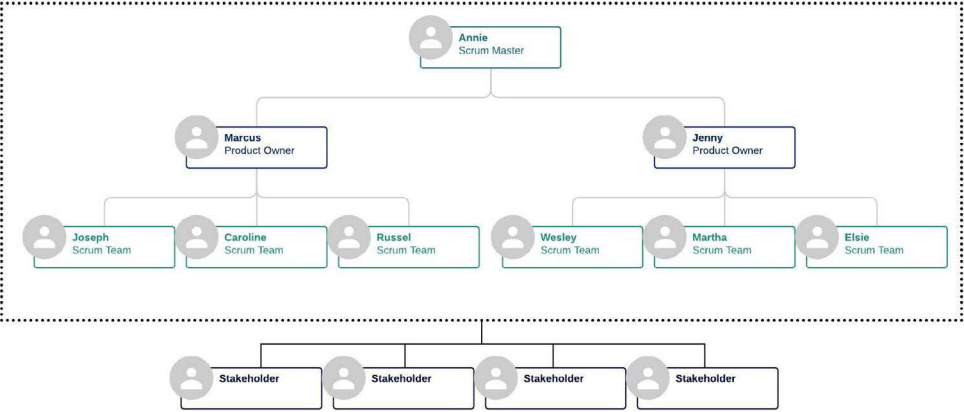 Annie
Scrum Master
Marcus
Product Owner
Jenny
Product Owner
Joseph
Scrum Team
Caroline
Scrum Team
Russel
Scrum Team
Wesley
Scrum Team
Martha
Scrum Team
Elsie
Scrum Team
Stakeholder
Stakeholder
Stakeholder
Stakeholder